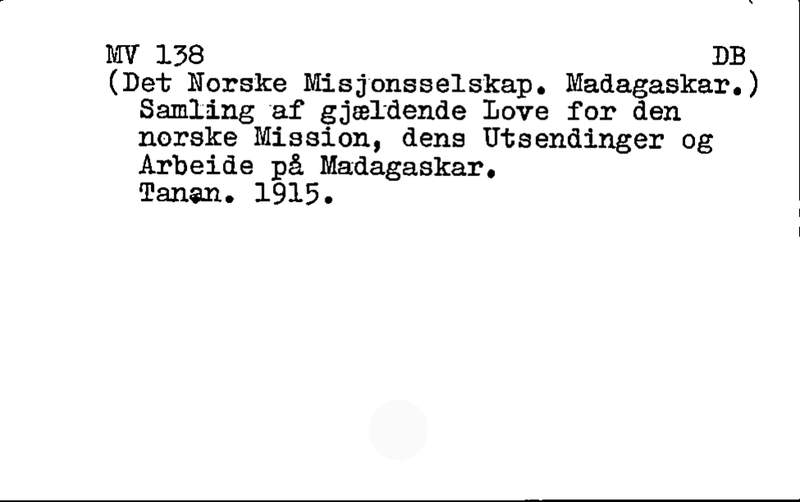 MV 138 DB
(Det Norske Misjonsselskap. Madagaskar.)
Samling af gjældende Love for den
norske Mission, dens Utsendinger og
Arbeide på Madagaskar.
Tanan. 1915.